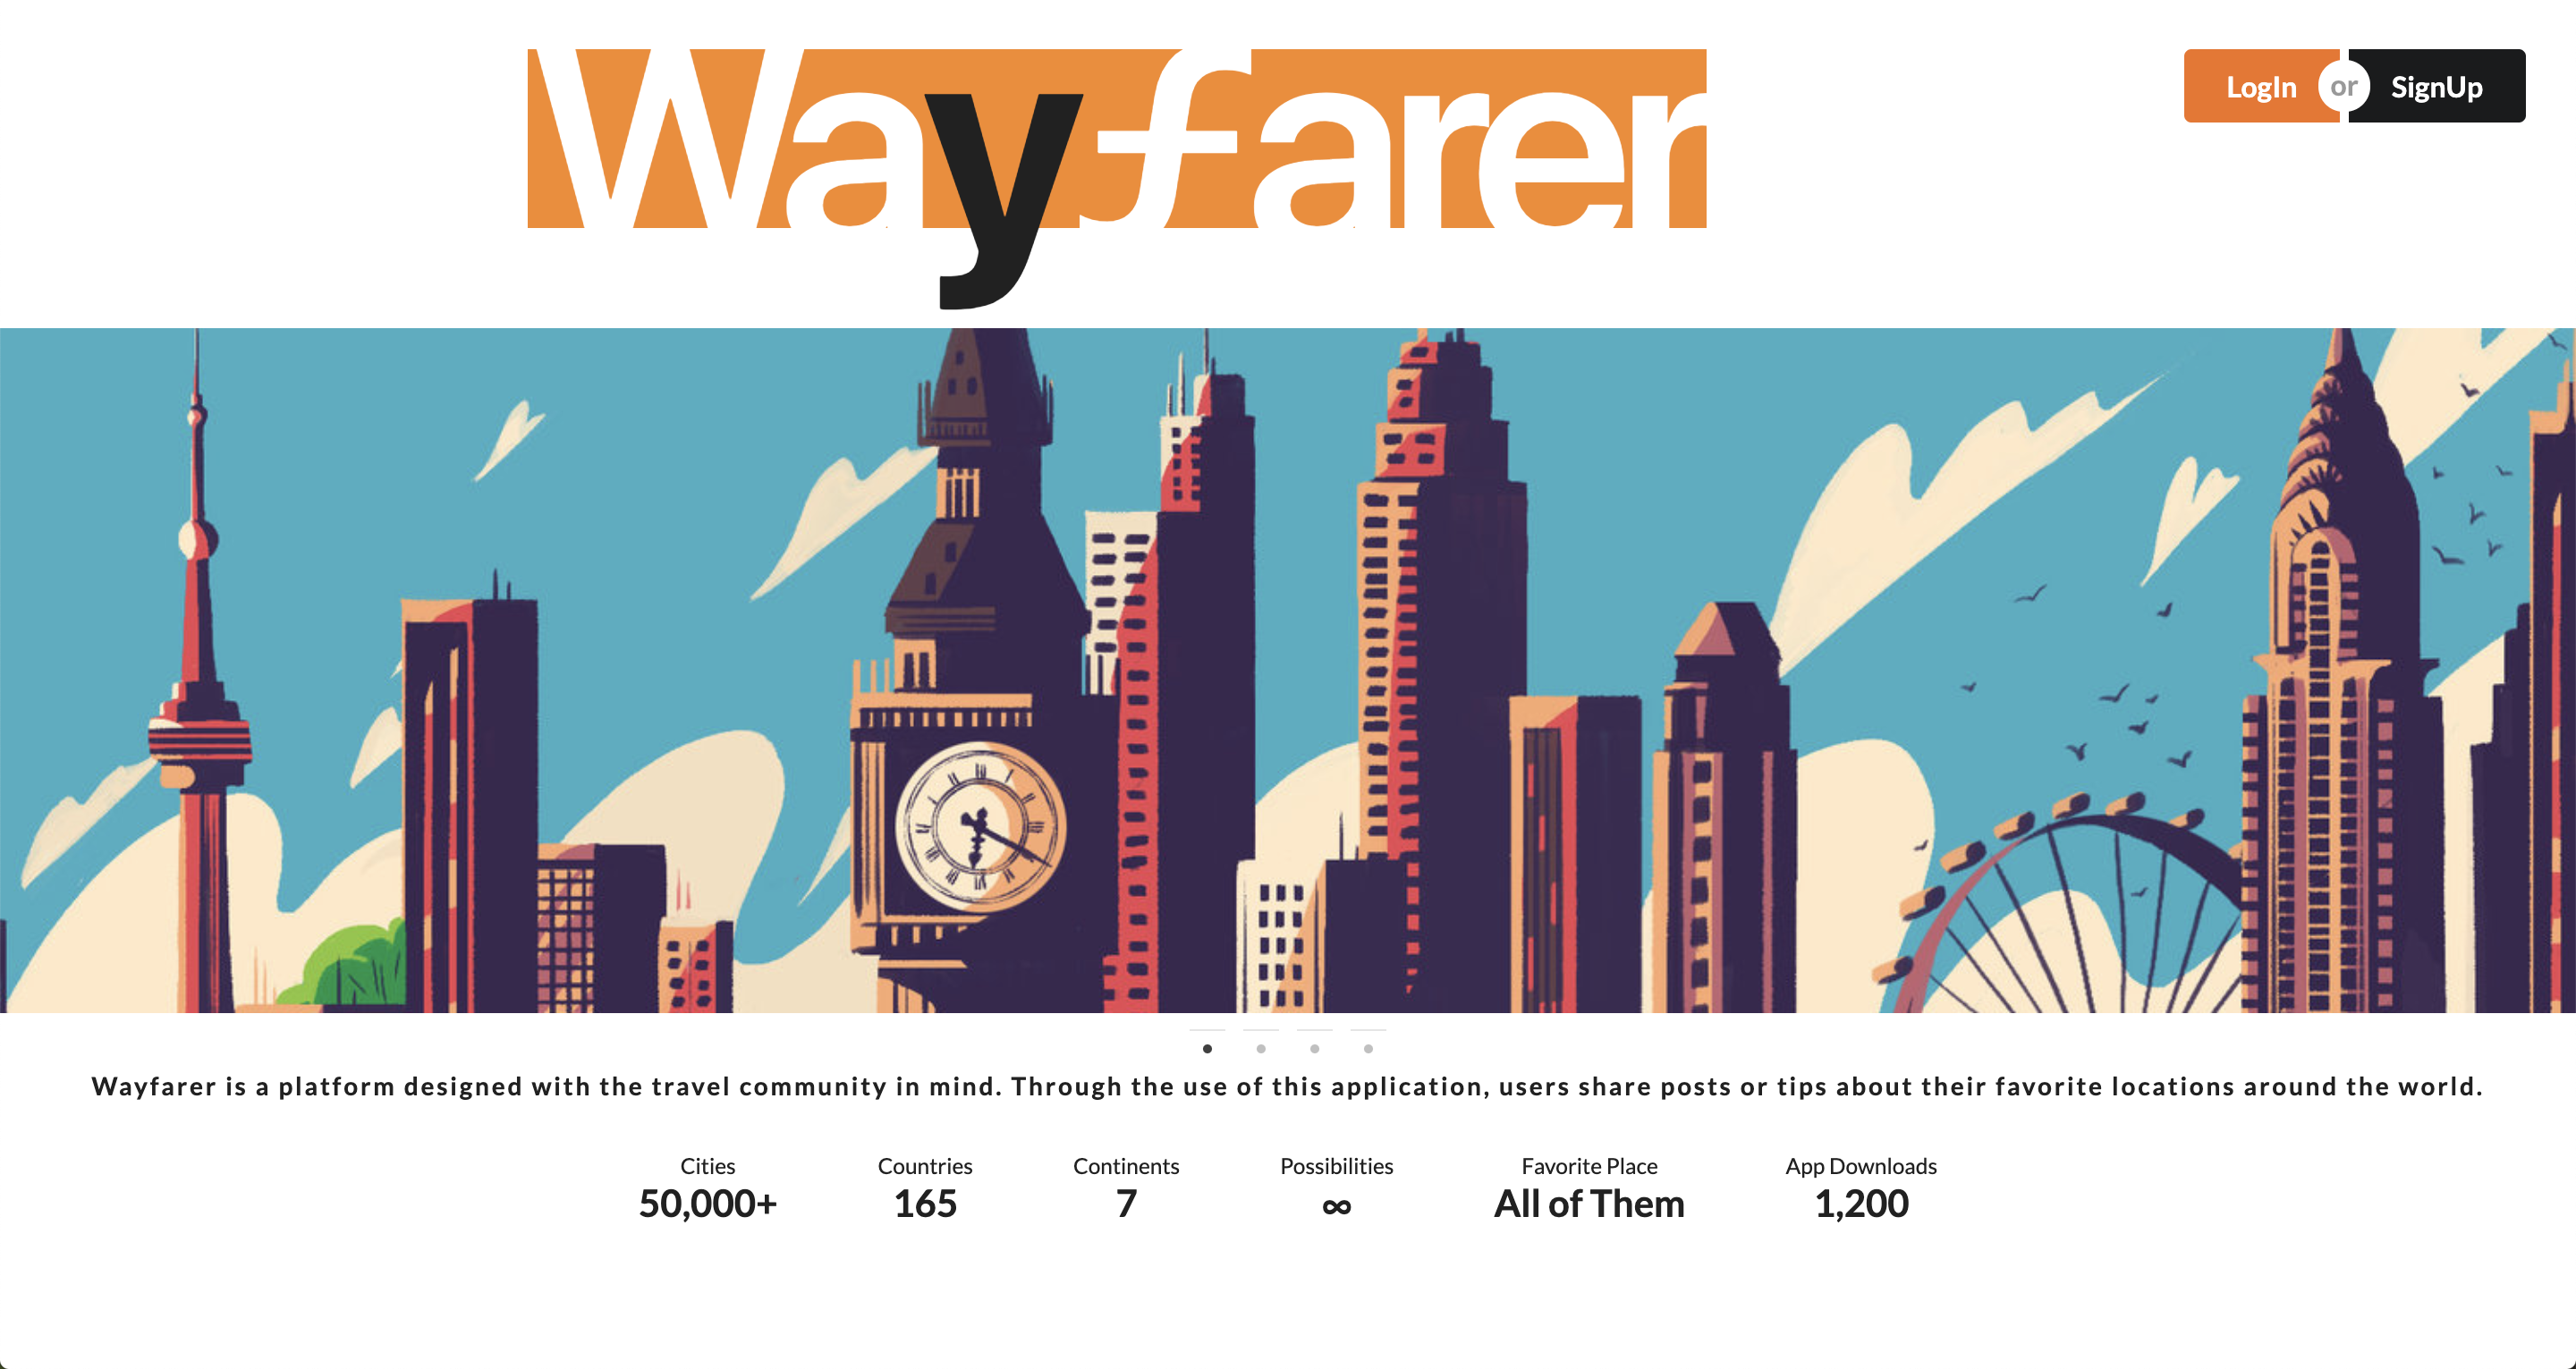 Wayfarer
LogIn or SignUp
Wayfarer is a platform designed with the travel community in mind. Through the use of this application, users share posts or tips about their favorite locations around the world.
Cities Countries Continents Possibilities Favorite Place App Downloads
50,000+ 165 7 ∞ All of Them 1,200